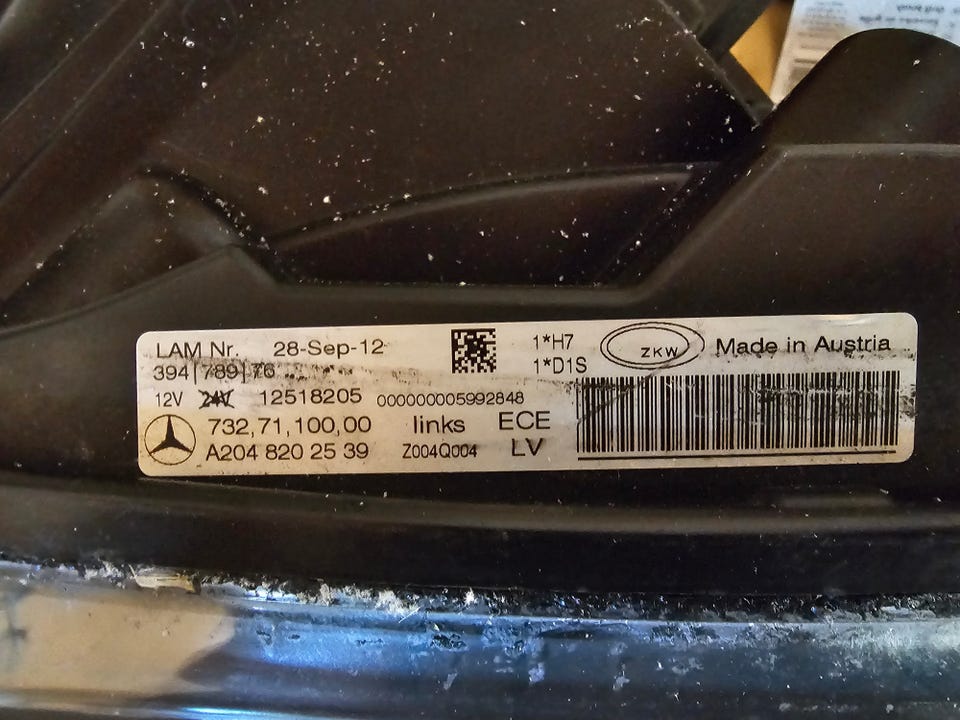 LAM Nr. 28-Sep-12
394|789|76
1*H7
1*D1S
ZKW
Made in Austria
12V 24V 12518205 000000005992848
732,71,100,00 links ECE
A204 820 25 39 Z004Q004 LV